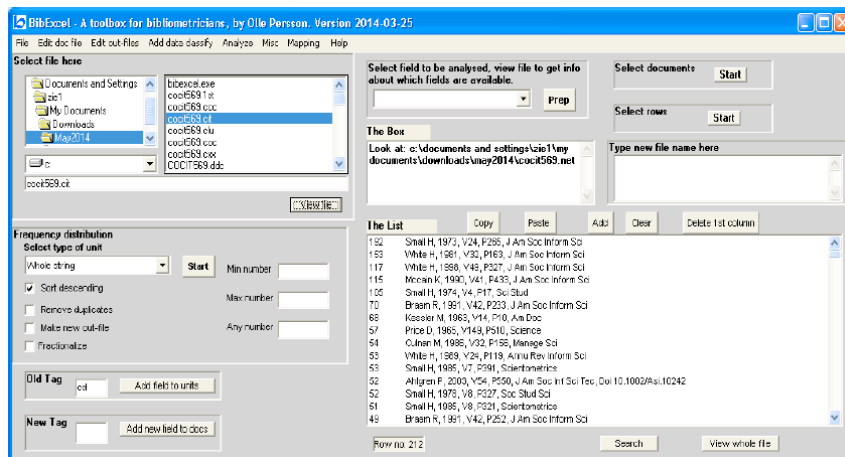 BibExcel - A toolbox for bibliometricians, by Olle Persson. Version 2014-03-25
File Edit doc file Edit out-files Add data classify Analyze Misc Mapping Help
Select file here
Documents and Settings
zie1
My Documents
Downloads
May2014
c:
bibexcel.exe
cocit569.1st
cocit569.ccc
cocit569.cit
cocit569.clu
cocit569.coc
cocit569.cxx
COCIT569.ddc
cocit569.cit
View file
Select field to be analysed, view file to get info
about which fields are available.
Prep
Select documents
Start
Select rows
Start
The Box
Look at: c:\documents and settings\zie1\my
documents\downloads\may2014\cocit569.net
Type new file name here
Frequency distribution
Select type of unit
Whole string
Start
Sort descending
Remove duplicates
Make new out-file
Fractionalize
Min number
Max number
Any number
Old Tag
cd
Add field to units
New Tag
Add new field to docs
The List
Copy
Paste
Add
Clear
Delete 1st column
192 Small H, 1973, V24, P265, J Am Soc Inform Sci
153 White H, 1981, V32, P163, J Am Soc Inform Sci
117 White H, 1998, V49, P327, J Am Soc Inform Sci
115 Mccain K, 1990, V41, P433, J Am Soc Inform Sci
105 Small H, 1974, V4, P17, Sci Stud
70 Braam R, 1991, V42, P233, J Am Soc Inform Sci
68 Kessler M, 1963, V14, P10, Am Doc
57 Price D, 1965, V149, P510, Science
54 Culnan M, 1986, V32, P156, Manage Sci
53 White H, 1989, V24, P119, Annu Rev Inform Sci
53 Small H, 1985, V7, P391, Scientometrics
52 Ahlgren P, 2003, V54, P550, J Am Soc Inf Sci Tec, Doi 10.1002/Asi.10242
52 Small H, 1978, V8, P327, Soc Stud Sci
51 Small H, 1985, V8, P321, Scientometrics
49 Braam R, 1991, V42, P252, J Am Soc Inform Sci
Row no: 212
Search
View whole file